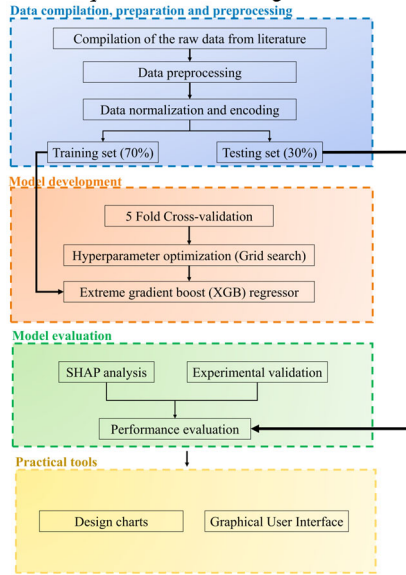 Data compilation, preparation and preprocessing
Compilation of the raw data from literature
Data preprocessing
Data normalization and encoding
Training set (70%)
Testing set (30%)
Model development
5 Fold Cross-validation
Hyperparameter optimization (Grid search)
Extreme gradient boost (XGB) regressor
Model evaluation
SHAP analysis
Experimental validation
Performance evaluation
Practical tools
Design charts
Graphical User Interface